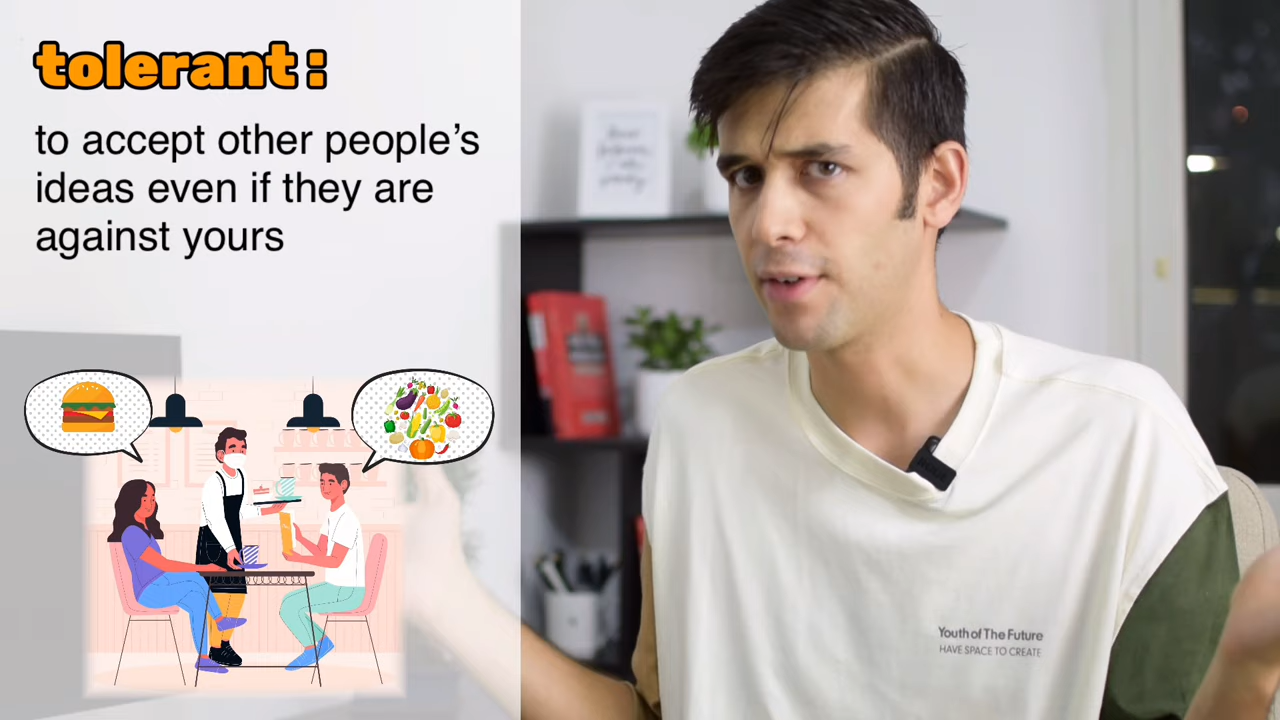 tolerant:
to accept other people’s
ideas even if they are
against yours
Youth of The Future
HAVE SPACE TO CREATE